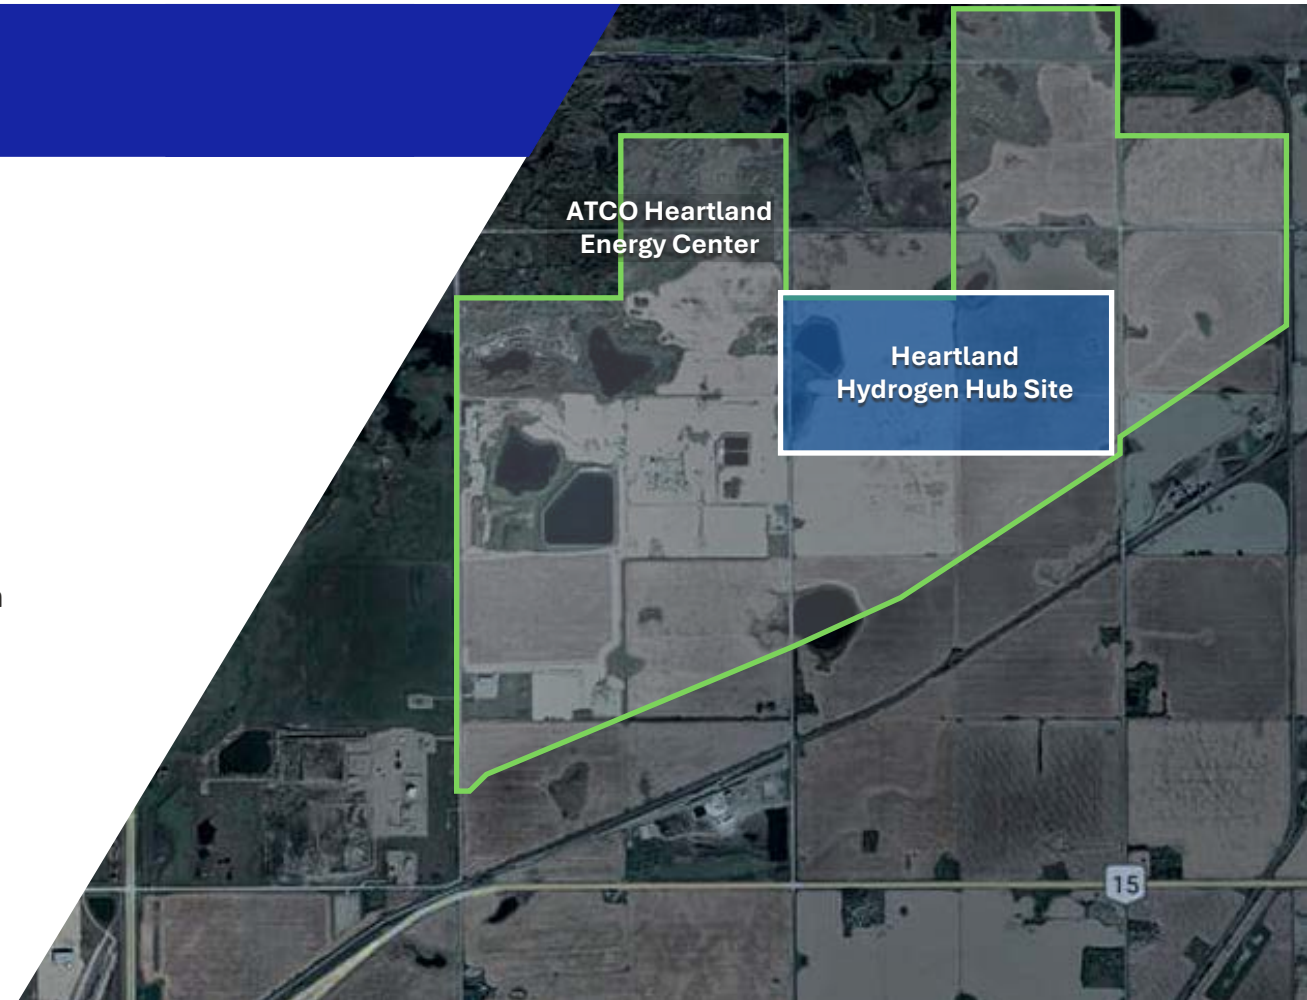 ATCO Heartland
Energy Center
Heartland
Hydrogen Hub Site
15